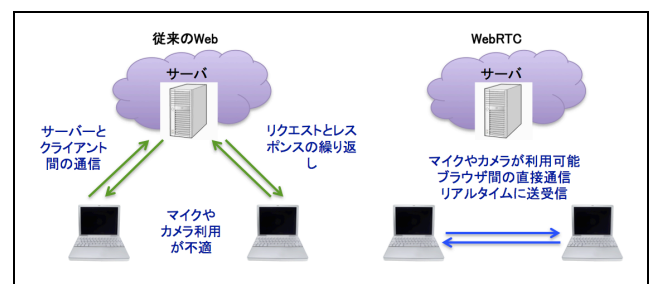 従来のWeb
サーバ
サーバーと
クライアント
間の通信
リクエストとレス
ポンスの繰り返
し
マイクや
カメラ利用
が不適
WebRTC
サーバ
マイクやカメラが利用可能
ブラウザ間の直接通信
リアルタイムに送受信